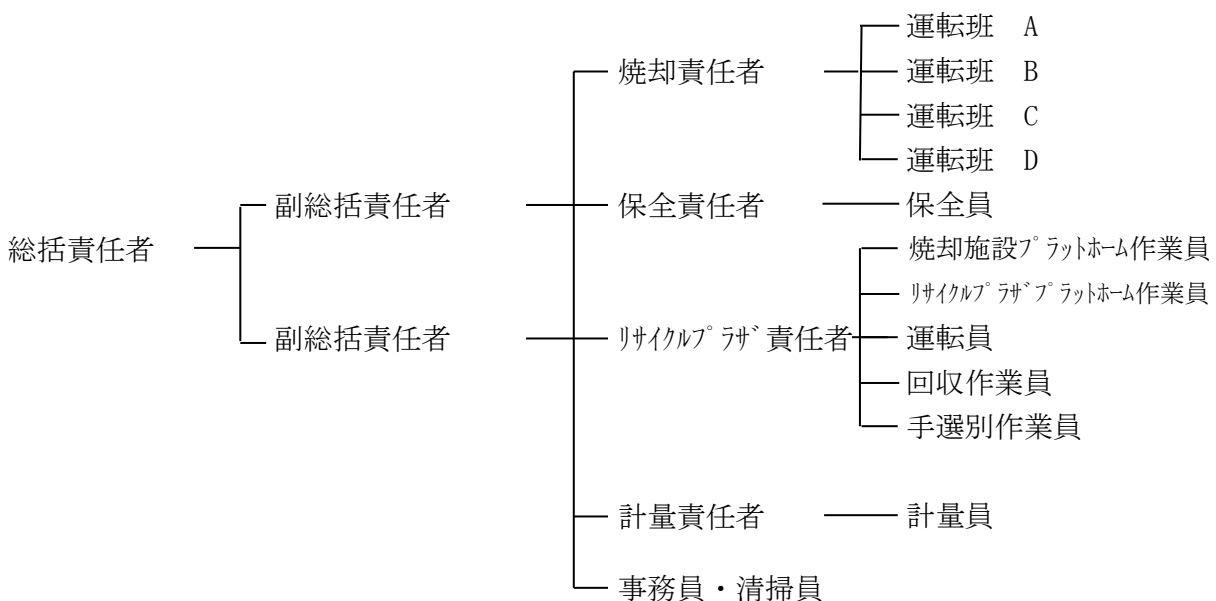 総括責任者
副総括責任者
副総括責任者
焼却責任者
運転班 A
運転班 B
運転班 C
運転班 D
保全責任者
保全員
ﾘｻｲｸﾙﾌﾟﾗｻﾞ責任者
焼却施設ﾌﾟﾗｯﾄﾎｰﾑ作業員
ﾘｻｲｸﾙﾌﾟﾗｻﾞﾌﾟﾗｯﾄﾎｰﾑ作業員
運転員
回収作業員
手選別作業員
計量責任者
計量員
事務員・清掃員